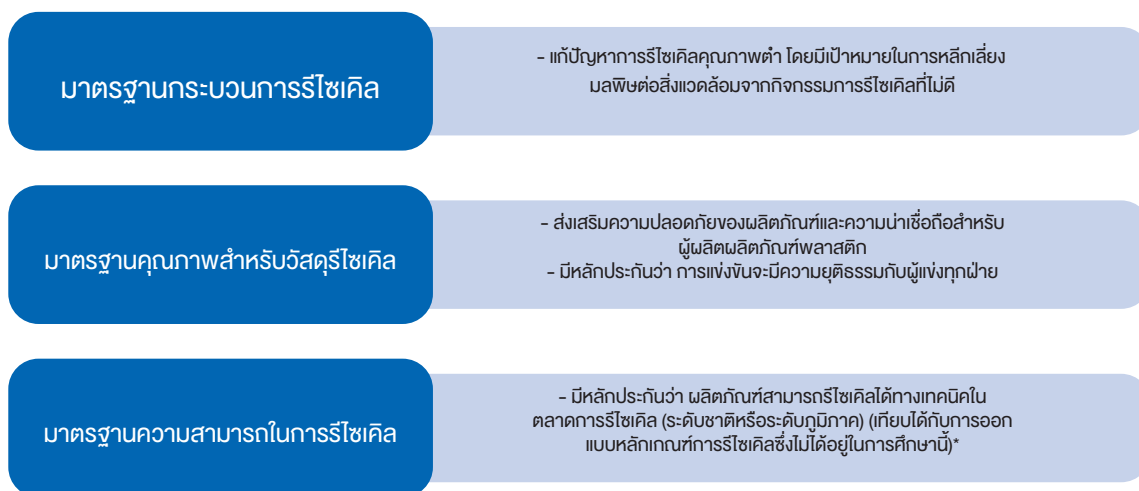 มาตรฐานกระบวนการรีไซเคิล
- แก้ปัญหาการรีไซเคิลคุณภาพต่ำ โดยมีเป้าหมายในการหลีกเลี่ยง
มลพิษต่อสิ่งแวดล้อมจากกิจกรรมการรีไซเคิลที่ไม่ดี
มาตรฐานคุณภาพสำหรับวัสดุรีไซเคิล
- ส่งเสริมความปลอดภัยของผลิตภัณฑ์และความน่าเชื่อถือสำหรับ
ผู้ผลิตผลิตภัณฑ์พลาสติก
- มีหลักประกันว่า การแข่งขันจะมีความยุติธรรมกับผู้แข่งทุกฝ่าย
มาตรฐานความสามารถในการรีไซเคิล
- มีหลักประกันว่า ผลิตภัณฑ์สามารถรีไซเคิลได้ทางเทคนิคใน
ตลาดการรีไซเคิล (ระดับชาติหรือระดับภูมิภาค) (เทียบได้กับการออก
แบบหลักเกณฑ์การรีไซเคิลซึ่งไม่ได้อยู่ในการศึกษานี้)*